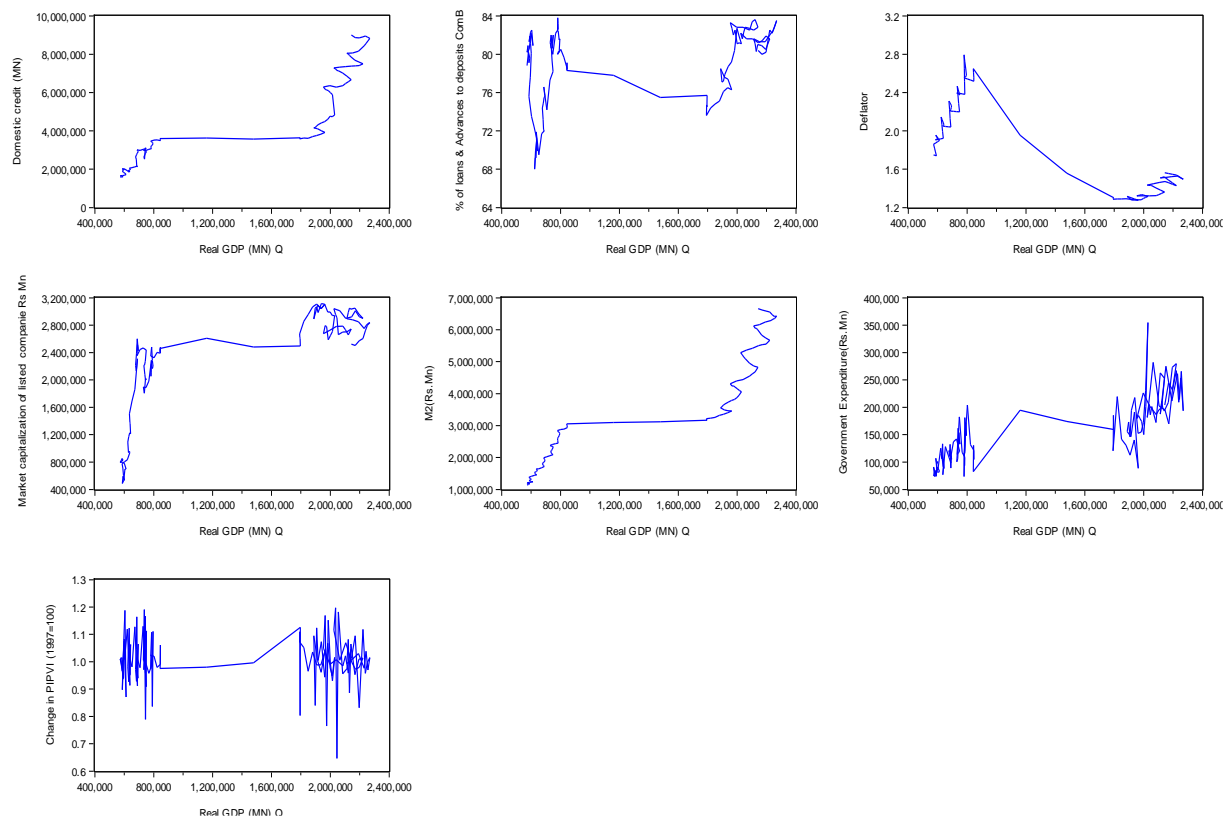 Domestic credit (MN)
10,000,000
8,000,000
6,000,000
4,000,000
2,000,000
0
400,000 800,000 1,200,000 1,600,000 2,000,000 2,400,000
Real GDP (MN) Q
% of loans & Advances to deposits ComB
84
80
76
72
68
64
400,000 800,000 1,200,000 1,600,000 2,000,000 2,400,000
Real GDP (MN) Q
Deflator
3.2
2.8
2.4
2.0
1.6
1.2
400,000 800,000 1,200,000 1,600,000 2,000,000 2,400,000
Real GDP (MN) Q
Market capitalization of listed companie Rs Mn
3,200,000
2,800,000
2,400,000
2,000,000
1,600,000
1,200,000
800,000
400,000
400,000 800,000 1,200,000 1,600,000 2,000,000 2,400,000
Real GDP (MN) Q
M2(Rs.Mn)
7,000,000
6,000,000
5,000,000
4,000,000
3,000,000
2,000,000
1,000,000
400,000 800,000 1,200,000 1,600,000 2,000,000 2,400,000
Real GDP (MN) Q
Government Expenditure(Rs.Mn)
400,000
350,000
300,000
250,000
200,000
150,000
100,000
50,000
400,000 800,000 1,200,000 1,600,000 2,000,000 2,400,000
Real GDP (MN) Q
Change in PIPVI (1997=100)
1.3
1.2
1.1
1.0
0.9
0.8
0.7
0.6
400,000 800,000 1,200,000 1,600,000 2,000,000 2,400,000
Real GDP (MN) Q